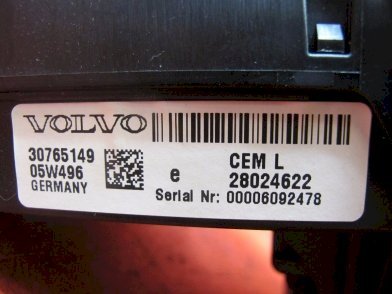 VOLVO
30765149
05W496
GERMANY
e
CEM L
28024622
Serial Nr: 00006092478